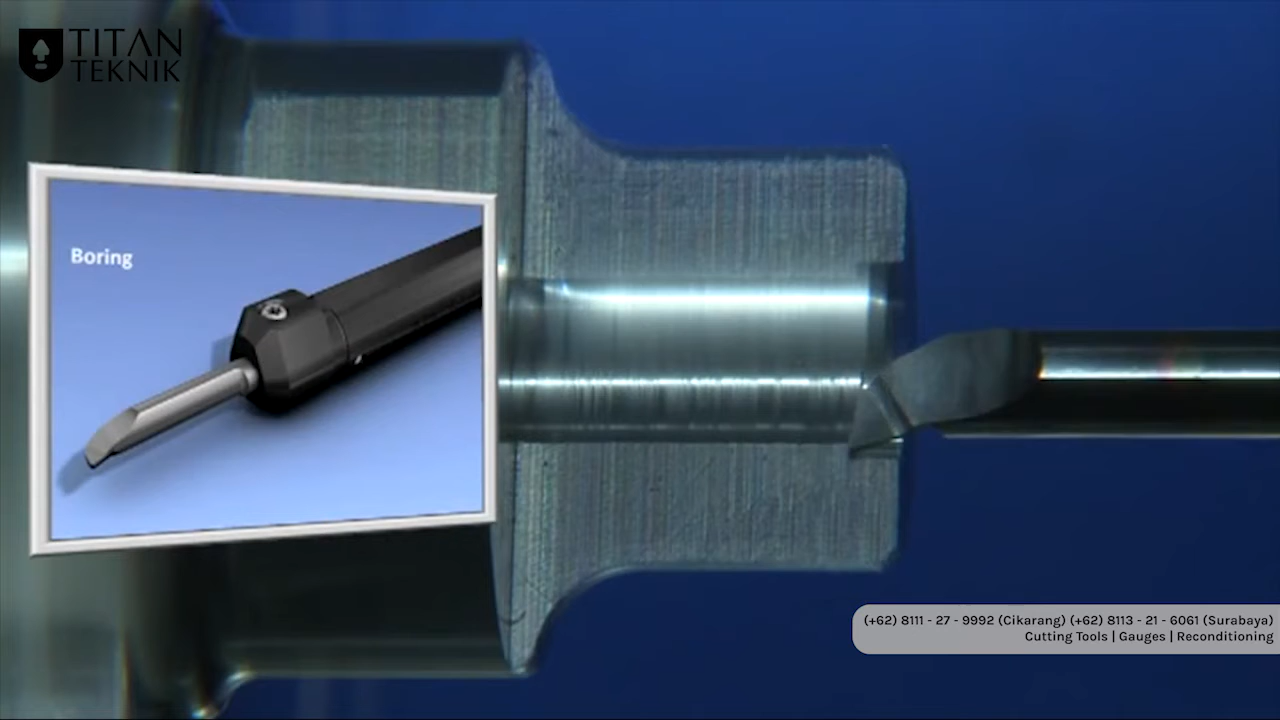 TITAN
TEKNIK
Boring
(+62) 8111 - 27 - 9992 (Cikarang) (+62) 8113 - 21 - 6061 (Surabaya)
Cutting Tools | Gauges | Reconditioning